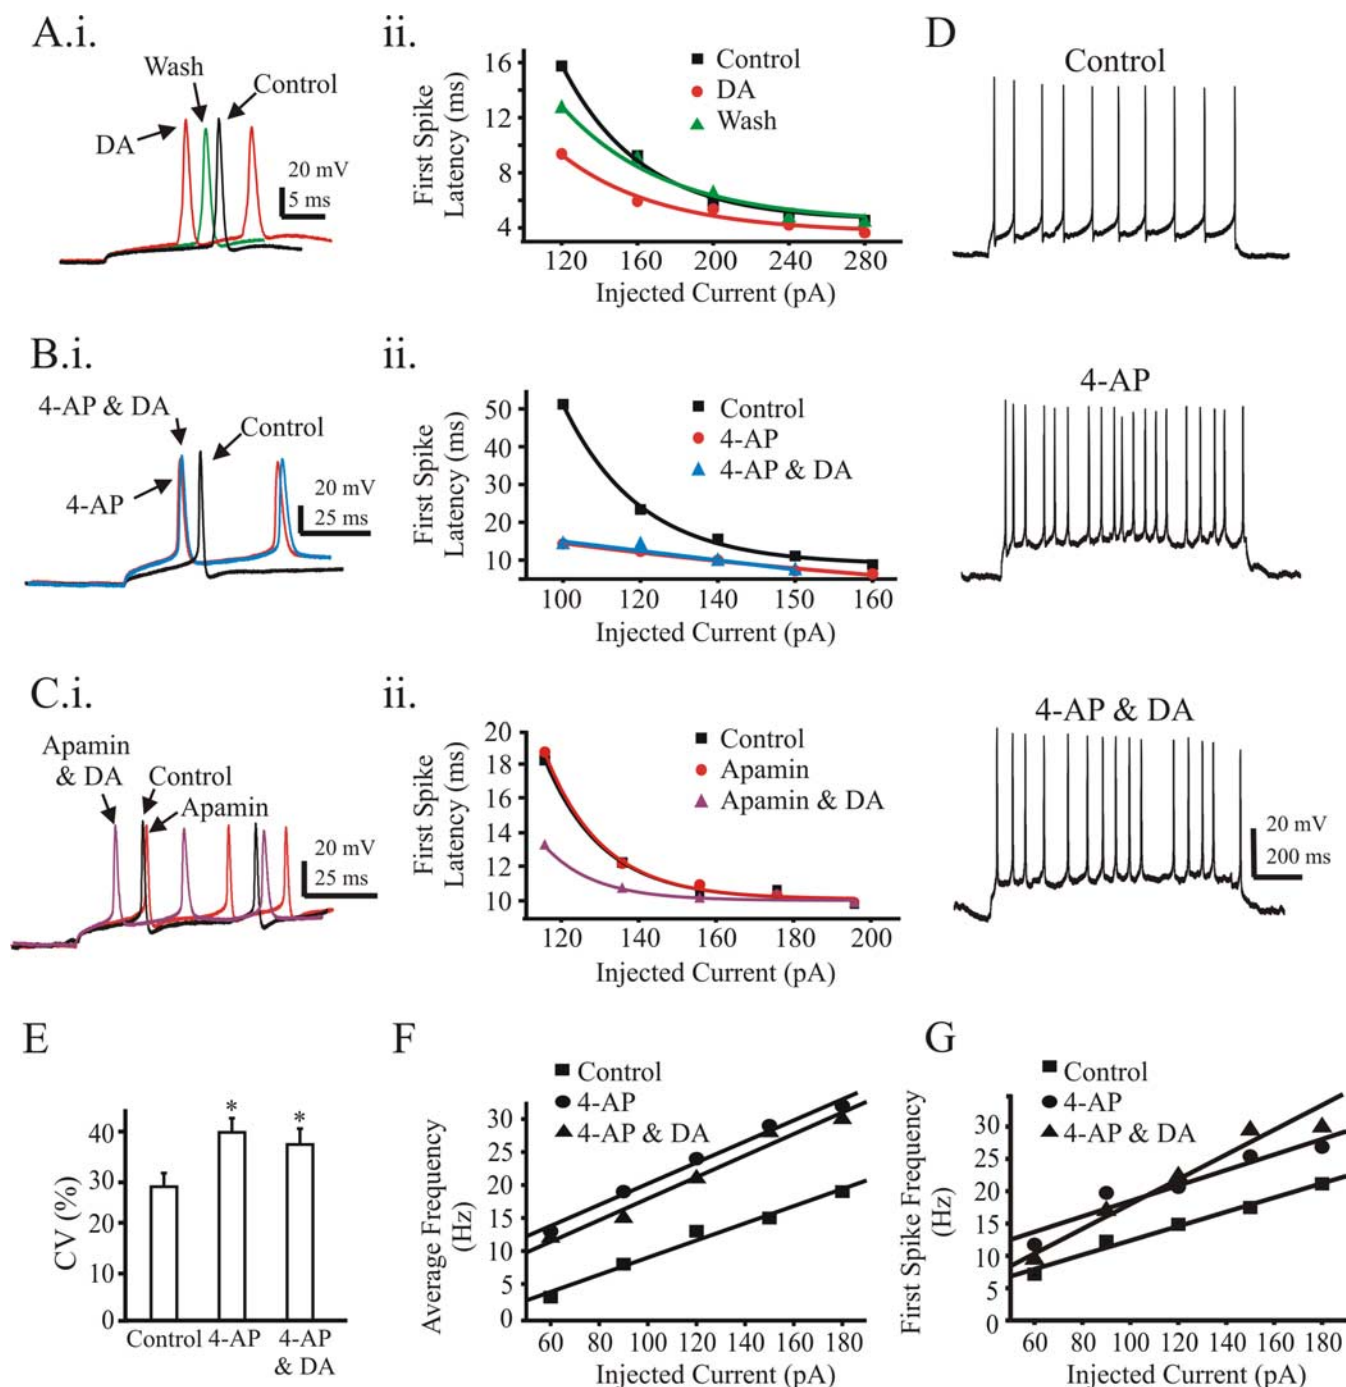 A.i.
Wash
Control
DA
20 mV
5 ms
ii.
First Spike
Latency (ms)
16
12
8
4
Control
DA
Wash
120 160 200 240 280
Injected Current (pA)
B.i.
4-AP & DA
Control
4-AP
20 mV
25 ms
ii.
First Spike
Latency (ms)
50
40
30
20
10
Control
4-AP
4-AP & DA
100 120 140 150 160
Injected Current (pA)
C.i.
Apamin
& DA
Control
Apamin
20 mV
25 ms
ii.
First Spike
Latency (ms)
20
18
16
14
12
10
Control
Apamin
Apamin & DA
120 140 160 180 200
Injected Current (pA)
D
Control
4-AP
4-AP & DA
20 mV
200 ms
E
CV (%)
40
30
20
10
0
* *
Control 4-AP 4-AP
& DA
F
Control
4-AP
4-AP & DA
Average Frequency
(Hz)
30
25
20
15
10
5
0
60 80 100 120 140 160 180
Injected Current (pA)
G
Control
4-AP
4-AP & DA
First Spike Frequency
(Hz)
30
25
20
15
10
5
0
60 80 100 120 140 160 180
Injected Current (pA)